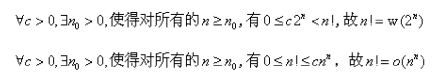 ∀c > 0, ∃n₀ > 0, 使得对所有的 n ≥ n₀, 有 0 ≤ c2ⁿ < n!, 故 n! = w(2ⁿ)
∀c > 0, ∃n₀ > 0, 使得对所有的 n ≥ n₀, 有 0 ≤ n! ≤ cnⁿ, 故 n! = o(nⁿ)